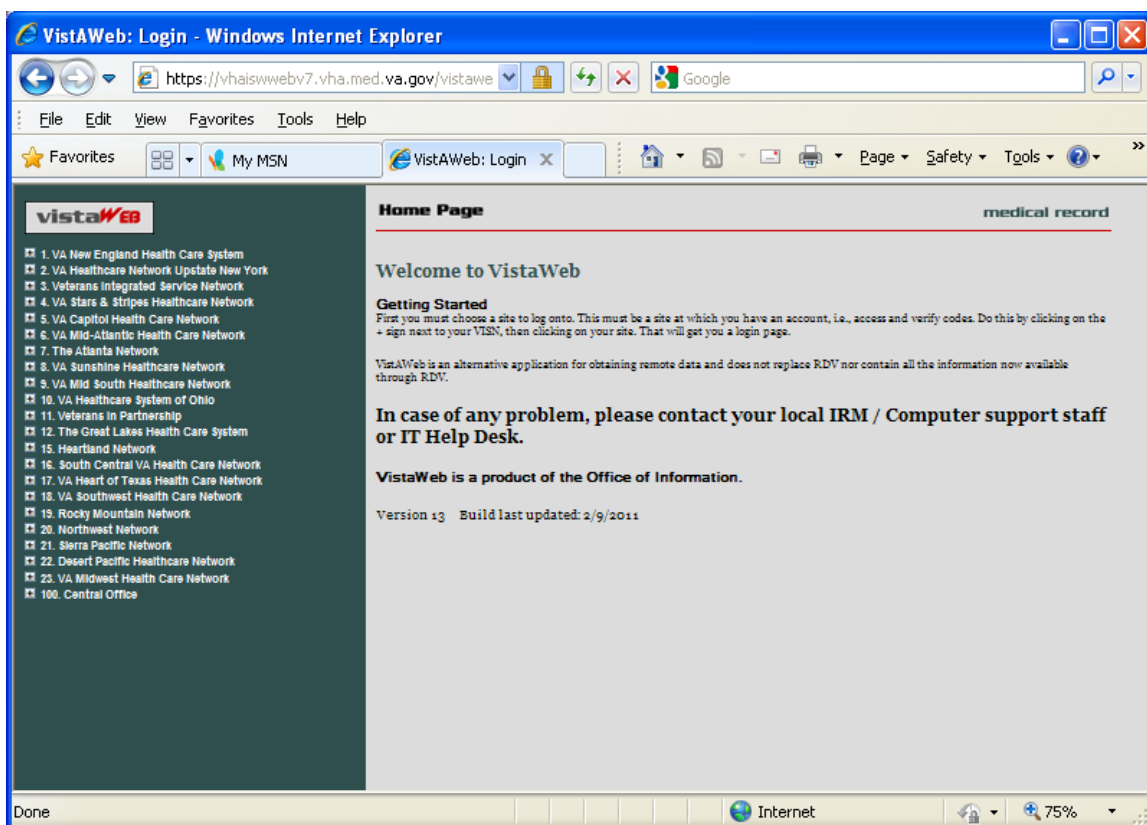 VistAWeb: Login - Windows Internet Explorer
https://vhaiswwebv7.vha.med.va.gov/vistawe
Google
File Edit View Favorites Tools Help
Favorites My MSN VistAWeb: Login Page Safety Tools »
vistaWEB
1. VA New England Health Care System
2. VA Healthcare Network Upstate New York
3. Veterans Integrated Service Network
4. VA Stars & Stripes Healthcare Network
5. VA Capitol Health Care Network
6. VA Mid-Atlantic Health Care Network
7. The Atlanta Network
8. VA Sunshine Healthcare Network
9. VA Mid South Healthcare Network
10. VA Healthcare System of Ohio
11. Veterans In Partnership
12. The Great Lakes Health Care System
15. Heartland Network
16. South Central VA Health Care Network
17. VA Heart of Texas Health Care Network
18. VA Southwest Health Care Network
19. Rocky Mountain Network
20. Northwest Network
21. Sierra Pacific Network
22. Desert Pacific Healthcare Network
23. VA Midwest Health Care Network
100. Central Office
Home Page medical record
Welcome to VistaWeb
Getting Started
First you must choose a site to log onto. This must be a site at which you have an account, i.e., access and verify codes. Do this by clicking on the
+ sign next to your VISN, then clicking on your site. That will get you a login page.
VistAWeb is an alternative application for obtaining remote data and does not replace RDV nor contain all the information now available
through RDV.
In case of any problem, please contact your local IRM / Computer support staff
or IT Help Desk.
VistaWeb is a product of the Office of Information.
Version 13 Build last updated: 2/9/2011
Done Internet 75%